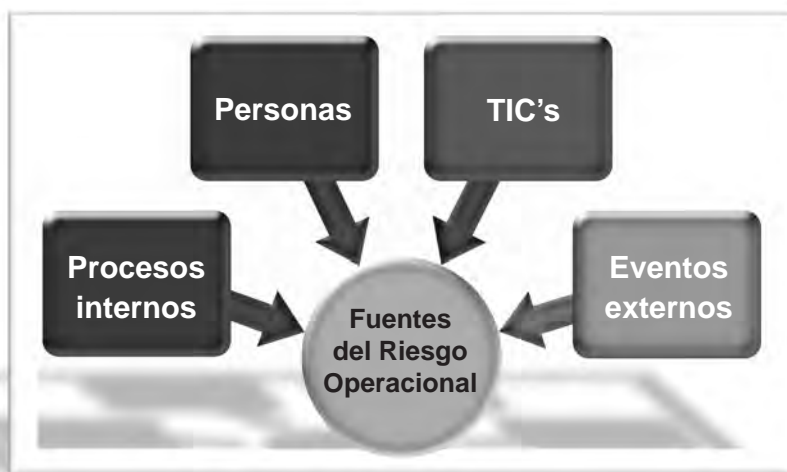 Personas
TIC's
Procesos
internos
Eventos
externos
Fuentes
del Riesgo
Operacional